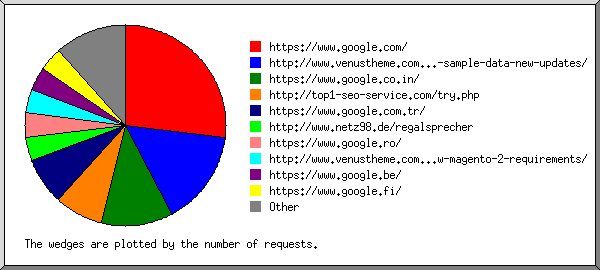 https://www.google.com/
http://www.venustheme.com...-sample-data-new-updates/
https://www.google.co.in/
http://top1-seo-service.com/try.php
https://www.google.com.tr/
http://www.netz98.de/regalsprecher
https://www.google.ro/
http://www.venustheme.com...w-magento-2-requirements/
https://www.google.be/
https://www.google.fi/
Other
The wedges are plotted by the number of requests.